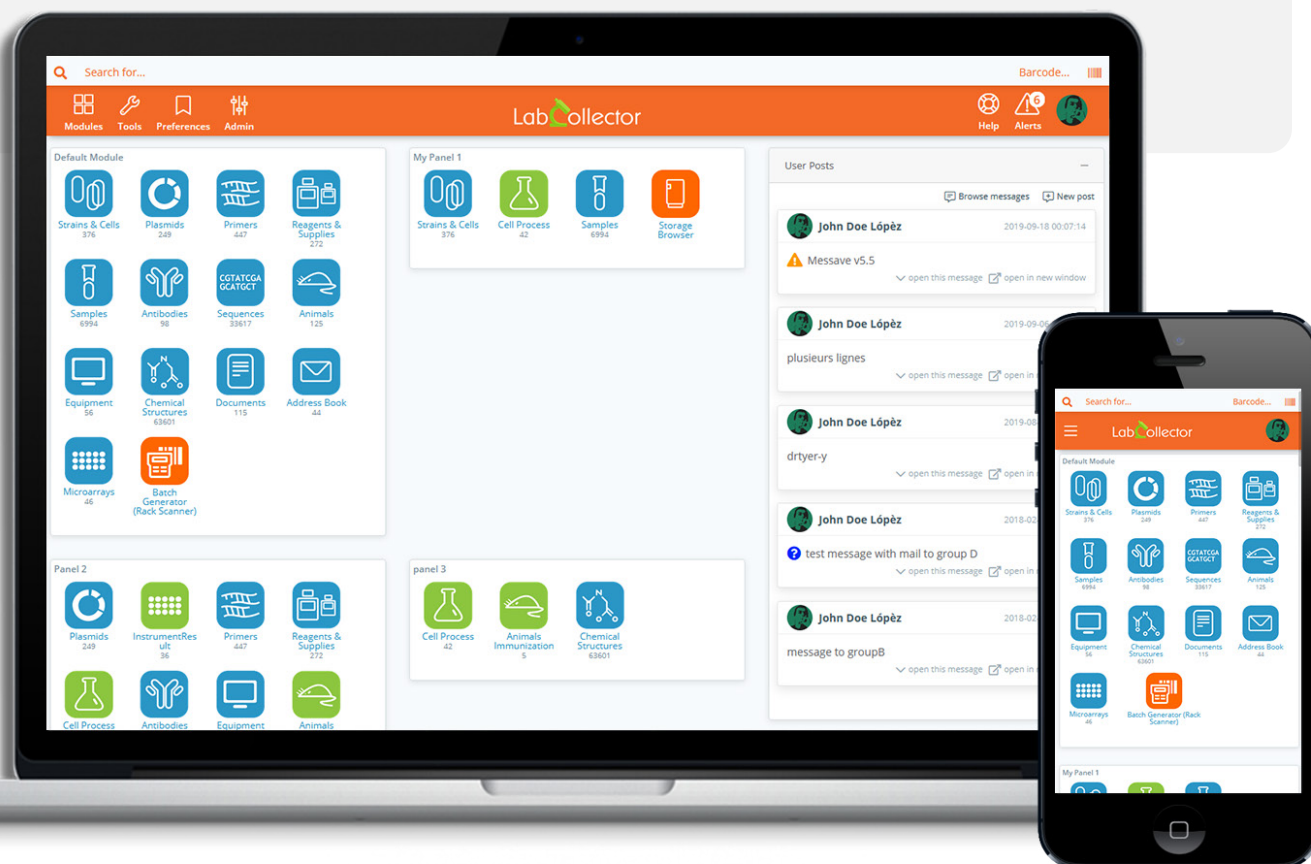 Search for...
Barcode...
Modules
Tools
Preferences
Admin
LabCollector
Help
6
Alerts
Default Module
Strains & Cells
376
Plasmids
249
Primers
447
Reagents &
Supplies
272
Samples
6994
Antibodies
98
CGTATCGA
GCATGCT
Sequences
33617
Animals
125
Equipment
56
N
Chemical
Structures
63601
Documents
115
Address Book
44
Microarrays
46
Batch
Generator
(Rack Scanner)
My Panel 1
Strains & Cells
376
Cell Process
42
Samples
6994
Storage
Browser
Panel 2
Plasmids
249
InstrumentRes
ult
36
Primers
447
Reagents &
Supplies
272
Cell Process
Antibodies
Equipment
Animals
panel 3
Cell Process
42
Animals
Immunization
5
N
Chemical
Structures
63601
User Posts
Browse messages
New post
John Doe Lópèz
2019-09-18 00:07:14
Messave v5.5
open this message
open in new window
John Doe Lópèz
2019-09-06
plusieurs lignes
open this message
open in
John Doe Lópèz
2019-08
drtyer-y
open this message
open in
John Doe Lópèz
2018-02
? test message with mail to group D
open this message
open in
John Doe Lópèz
2018-02
message to groupB
open this message
open in
Search for...
Barcode...
LabCollector
Default Module
Strains & Cells
376
Plasmids
249
Primers
447
Reagents &
Supplies
272
Samples
6994
Antibodies
98
CGTATCGA
GCATGCT
Sequences
33617
Animals
125
Equipment
56
N
Chemical
Structures
63601
Documents
115
Address Book
44
Microarrays
46
Batch Generator (Rack
Scanner)
My Panel 1